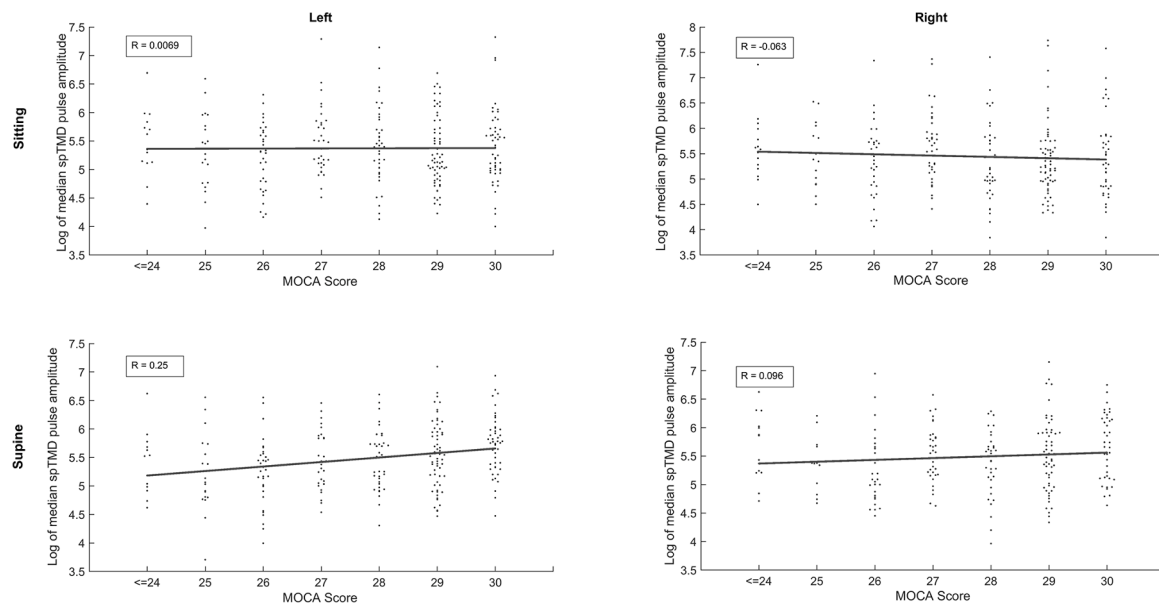 Left
Right
Sitting
Log of median spTMD pulse amplitude
7.5
7
6.5
6
5.5
5
4.5
4
3.5
R = 0.0069
<=24 25 26 27 28 29 30
MOCA Score
Log of median spTMD pulse amplitude
8
7.5
7
6.5
6
5.5
5
4.5
4
3.5
R = -0.063
<=24 25 26 27 28 29 30
MOCA Score
Supine
Log of median spTMD pulse amplitude
7.5
7
6.5
6
5.5
5
4.5
4
3.5
R = 0.25
<=24 25 26 27 28 29 30
MOCA Score
Log of median spTMD pulse amplitude
7.5
7
6.5
6
5.5
5
4.5
4
3.5
R = 0.096
<=24 25 26 27 28 29 30
MOCA Score